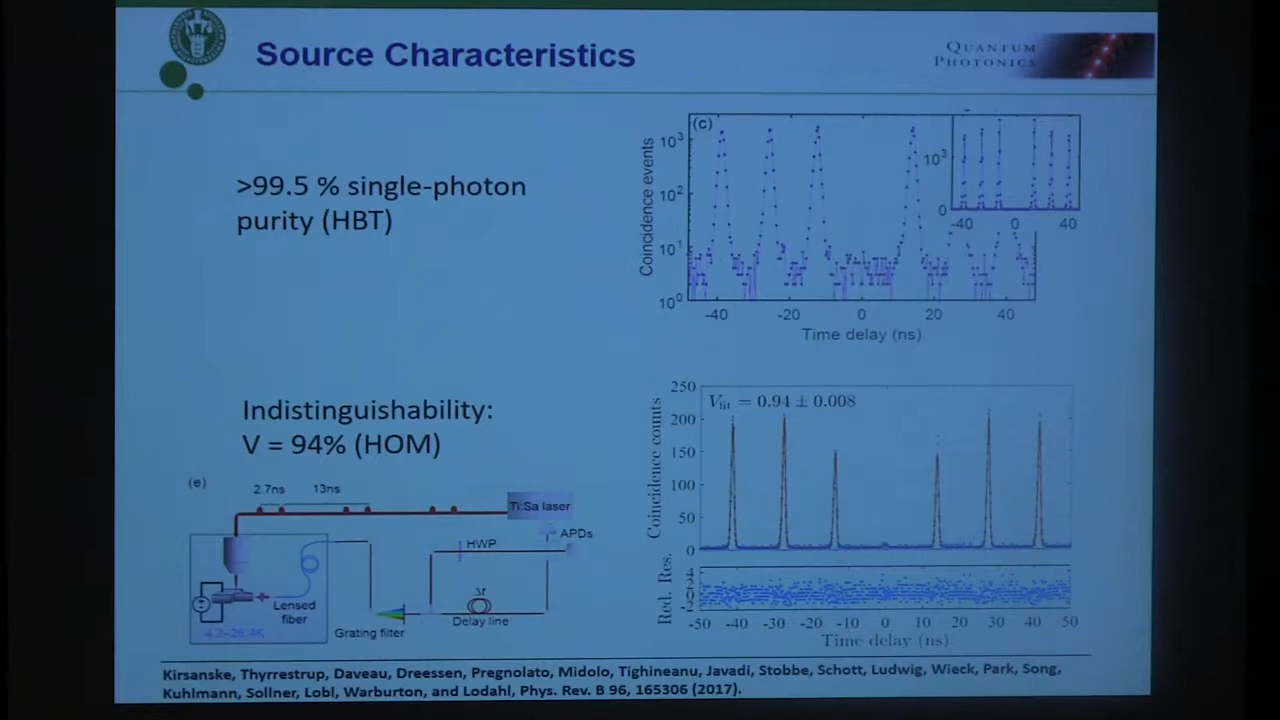 Source Characteristics
QUANTUM
PHOTONICS
>99.5 % single-photon
purity (HBT)
(c)
Coincidence events
10³
10²
10¹
10⁰
-40 -20 0 20 40
Time delay (ns)
10³
0
-40 0 40
Indistinguishability:
V = 94% (HOM)
Vfit = 0.94 ± 0.008
Coincidence counts
250
200
150
100
50
0
Red. Res.
-50 -40 -30 -20 -10 0 10 20 30 40 50
Time delay (ns)
(e)
2.7ns 13ns
Ti:Sa laser
APDs
HWP
Δt
Lensed
fiber
Delay line
4.2–26.4K
Grating filter
Kirsanske, Thyrrestrup, Daveau, Dreessen, Pregnolato, Midolo, Tighineanu, Javadi, Stobbe, Schott, Ludwig, Wieck, Park, Song,
Kuhlmann, Sollner, Lobl, Warburton, and Lodahl, Phys. Rev. B 96, 165306 (2017).